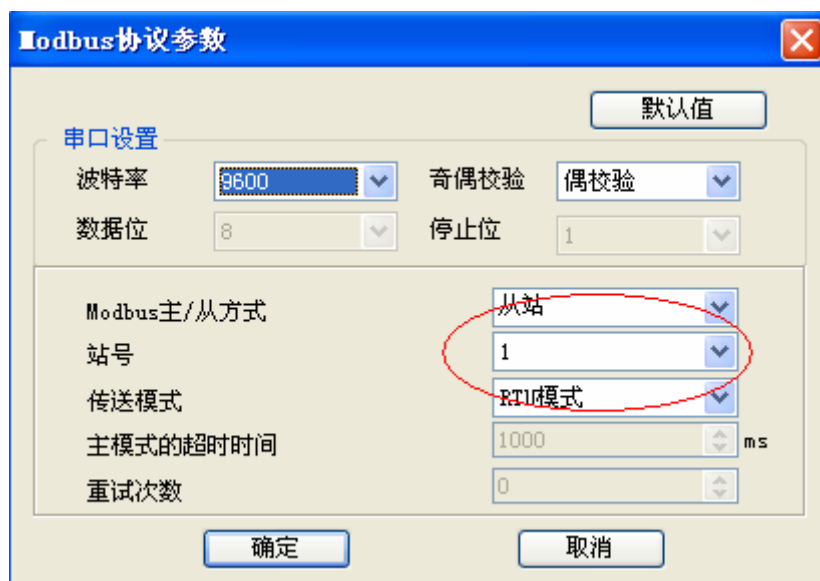 Modbus协议参数
默认值
串口设置
波特率 9600 奇偶校验 偶校验
数据位 8 停止位 1
Modbus主/从方式 从站
站号 1
传送模式 RTU模式
主模式的超时时间 1000 ms
重试次数 0
确定 取消